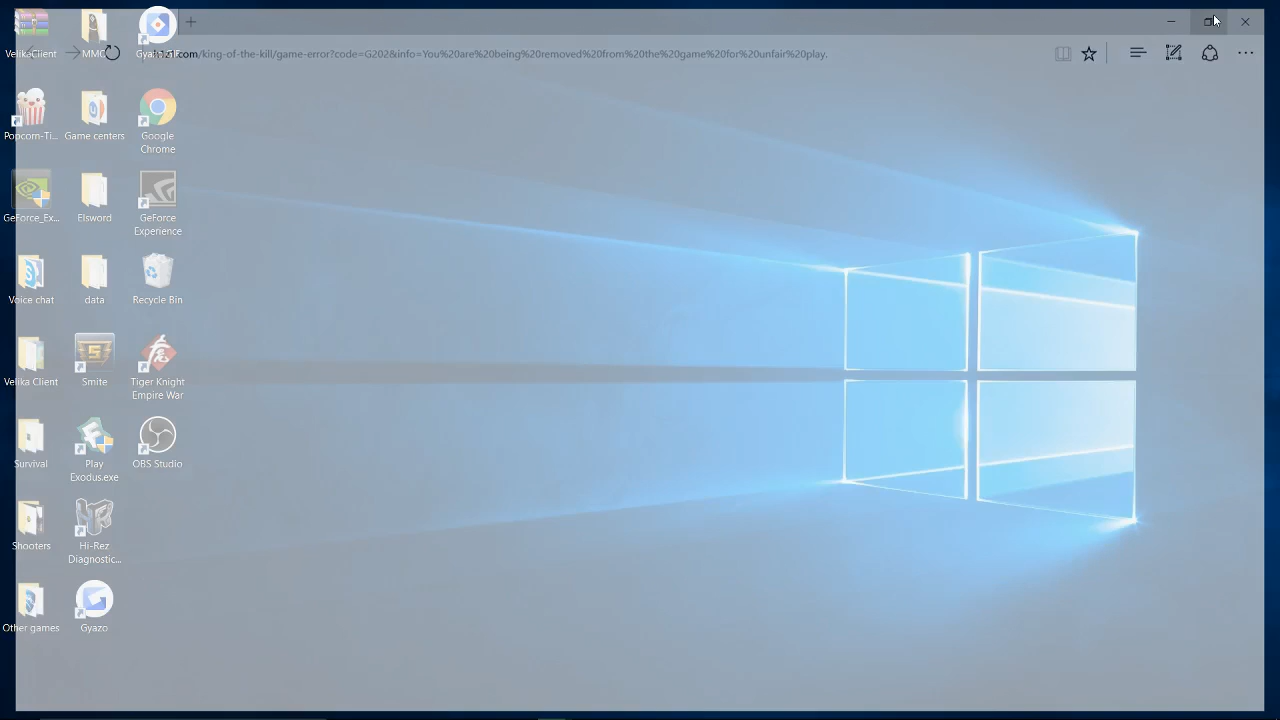 h1z1.com/king-of-the-kill/game-error?code=G202&info=You%20are%20being%20removed%20from%20the%20game%20for%20unfair%20play.
VelikaClient
MMO
Popcorn-Ti...
Game centers
Google Chrome
GeForce_Ex...
Elsword
GeForce Experience
Voice chat
data
Recycle Bin
Velika Client
Smite
Tiger Knight Empire War
Survival
Play Exodus.exe
OBS Studio
Shooters
Hi-Rez Diagnostic...
Other games
Gyazo